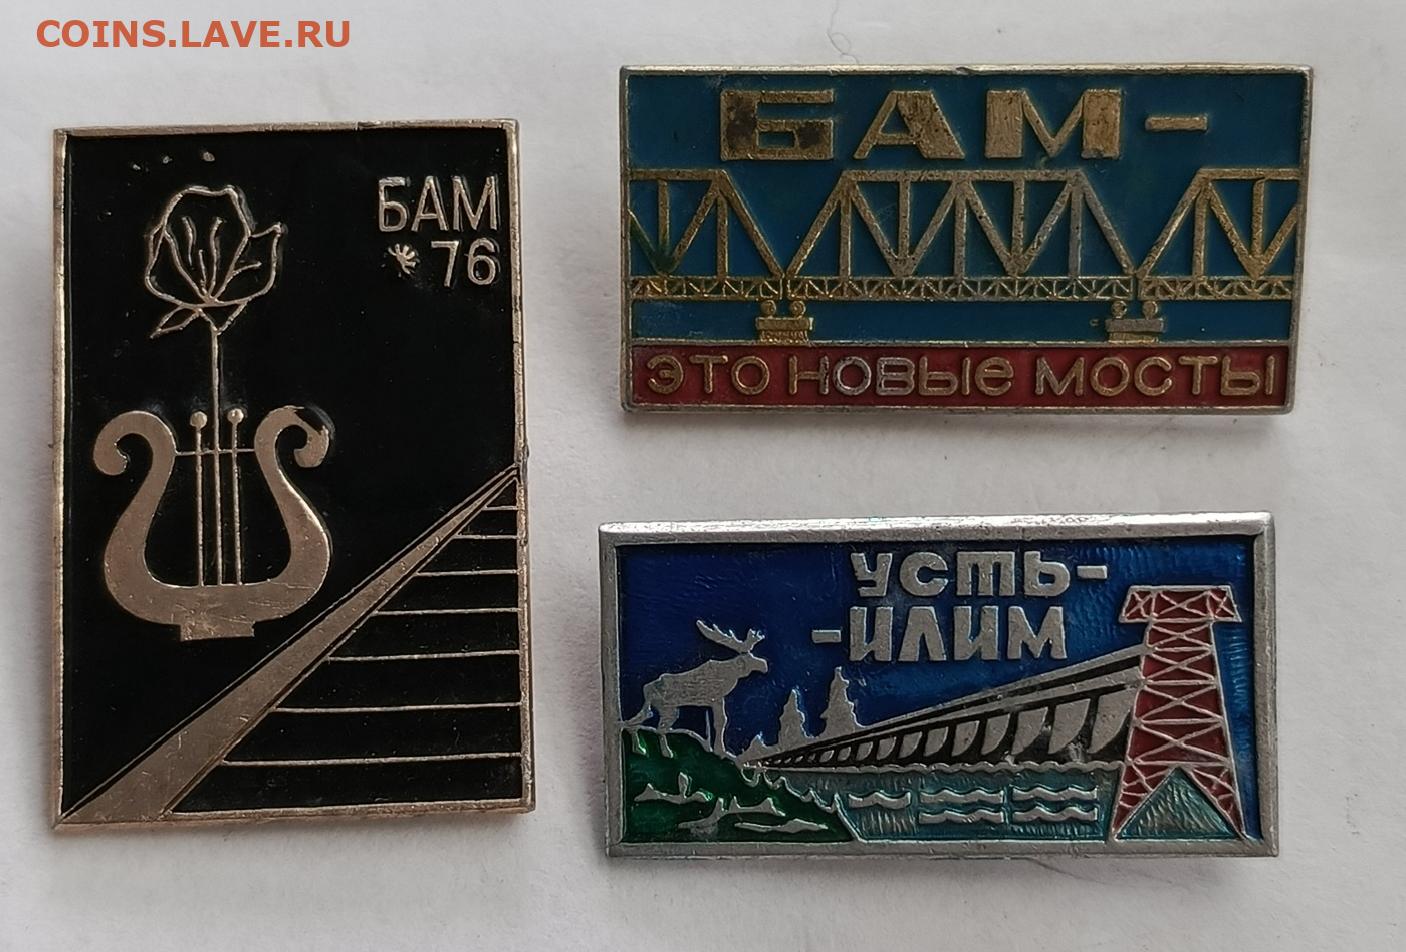 COINS.LAVE.RU
БАМ
*76
БАМ-
ЭТО НОВЫЕ МОСТЫ
УСТЬ-
-ИЛИМ